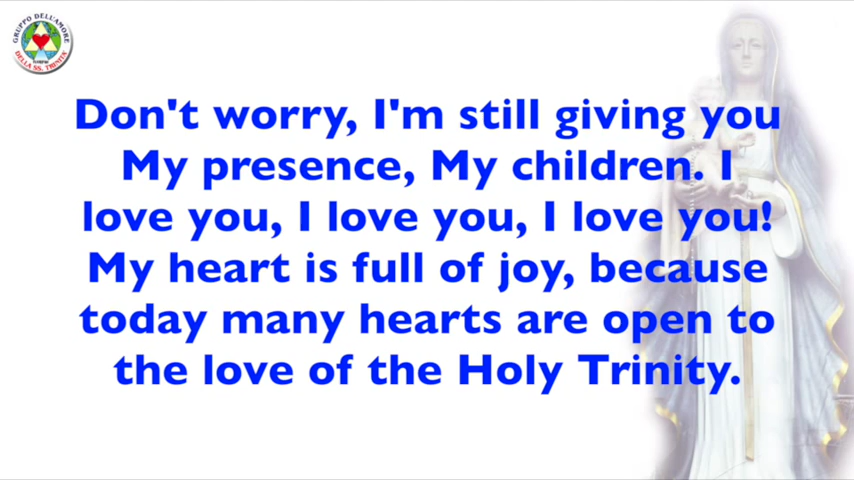 GRUPPO DELL'AMORE
DELLA SS. TRINITÀ
Don't worry, I'm still giving you
My presence, My children. I
love you, I love you, I love you!
My heart is full of joy, because
today many hearts are open to
the love of the Holy Trinity.